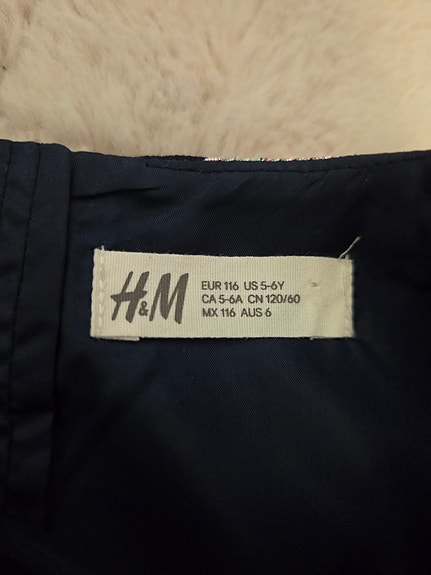 H&M
EUR 116 US 5-6Y
CA 5-6A CN 120/60
MX 116 AUS 6